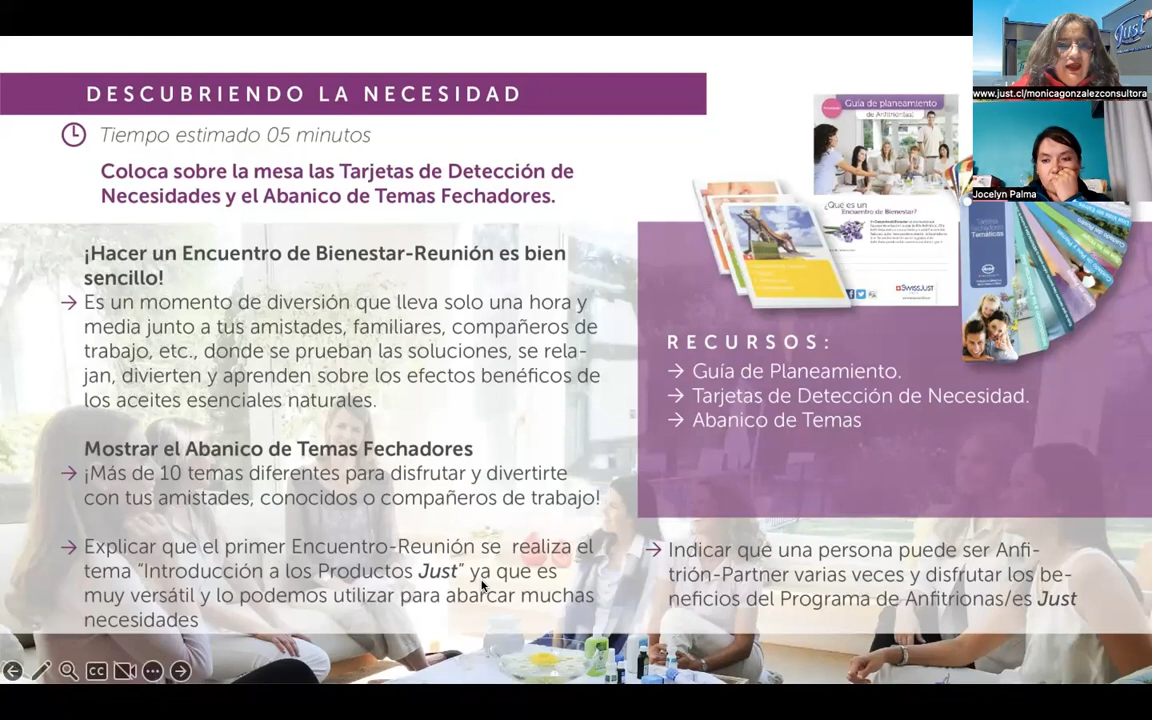 DESCUBRIENDO LA NECESIDAD
Tiempo estimado 05 minutos
Coloca sobre la mesa las Tarjetas de Detección de
Necesidades y el Abanico de Temas Fechadores.
¡Hacer un Encuentro de Bienestar-Reunión es bien
sencillo!
→ Es un momento de diversión que lleva solo una hora y
media junto a tus amistades, familiares, compañeros de
trabajo, etc., donde se prueban las soluciones, se rela-
jan, divierten y aprenden sobre los efectos benéficos de
los aceites esenciales naturales.
Mostrar el Abanico de Temas Fechadores
→ ¡Más de 10 temas diferentes para disfrutar y divertirte
con tus amistades, conocidos o compañeros de trabajo!
→ Explicar que el primer Encuentro-Reunión se realiza el
tema “Introducción a los Productos Just” ya que es
muy versátil y lo podemos utilizar para abarcar muchas
necesidades
Guía de planeamiento
de Anfitrionas!
¿Qué es un
Encuentro de Bienestar?
SWISSJUST
Tarjetas
Fechadores
Temáticas
RECURSOS:
→ Guía de Planeamiento.
→ Tarjetas de Detección de Necesidad.
→ Abanico de Temas
→ Indicar que una persona puede ser Anfi-
trión-Partner varias veces y disfrutar los be-
neficios del Programa de Anfitrionas/es Just
Just
www.just.cl/monicagonzalezconsultora
Jocelyn Palma
CC